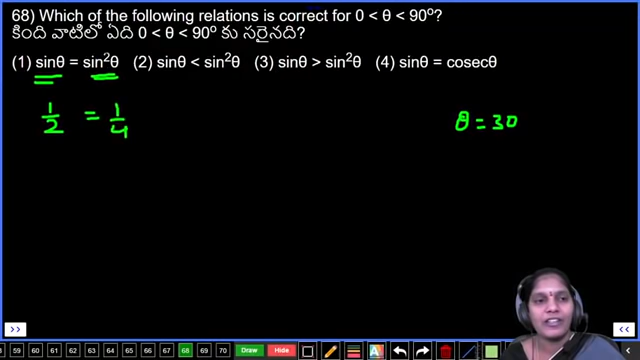 68) Which of the following relations is correct for 0 < θ < 90°?
కింది వాటిలో ఏది 0 < θ < 90° కు సరైనది?
(1) sinθ = sin²θ (2) sinθ < sin²θ (3) sinθ > sin²θ (4) sinθ = cosecθ
1/2 = 1/4
θ = 30
>> 59 60 61 62 63 64 65 66 67 68 69 70 Draw Hide A <<